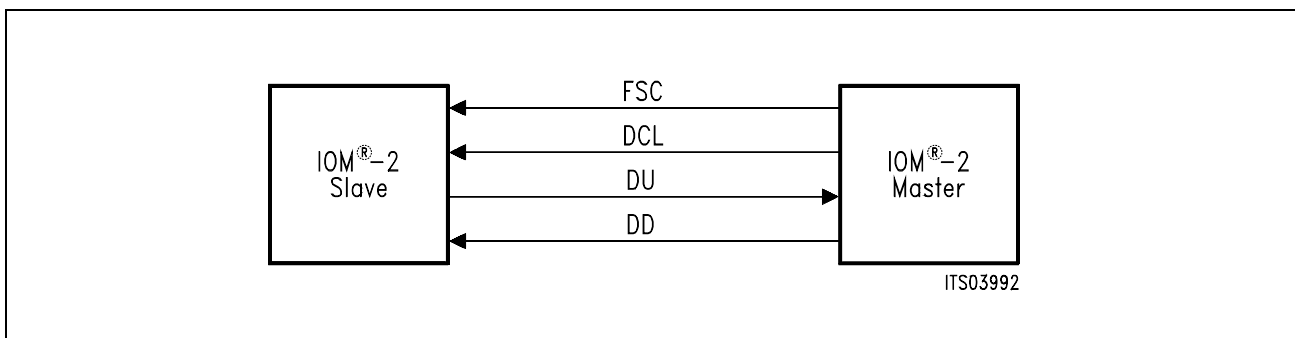 FSC
DCL
DU
DD
IOM®-2
Slave
IOM®-2
Master
ITS03992